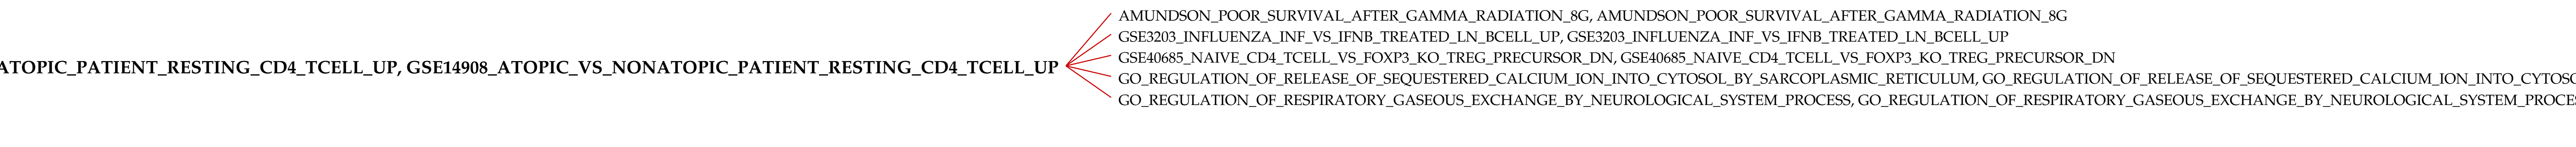 AMUNDSON_POOR_SURVIVAL_AFTER_GAMMA_RADIATION_8G, AMUNDSON_POOR_SURVIVAL_AFTER_GAMMA_RADIATION_8G
GSE3203_INFLUENZA_INF_VS_IFNB_TREATED_LN_BCELL_UP, GSE3203_INFLUENZA_INF_VS_IFNB_TREATED_LN_BCELL_UP
GSE40685_NAIVE_CD4_TCELL_VS_FOXP3_KO_TREG_PRECURSOR_DN, GSE40685_NAIVE_CD4_TCELL_VS_FOXP3_KO_TREG_PRECURSOR_DN
ATOPIC_PATIENT_RESTING_CD4_TCELL_UP, GSE14908_ATOPIC_VS_NONATOPIC_PATIENT_RESTING_CD4_TCELL_UP
GO_REGULATION_OF_RELEASE_OF_SEQUESTERED_CALCIUM_ION_INTO_CYTOSOL_BY_SARCOPLASMIC_RETICULUM, GO_REGULATION_OF_RELEASE_OF_SEQUESTERED_CALCIUM_ION_INTO_CYTOSO
GO_REGULATION_OF_RESPIRATORY_GASEOUS_EXCHANGE_BY_NEUROLOGICAL_SYSTEM_PROCESS, GO_REGULATION_OF_RESPIRATORY_GASEOUS_EXCHANGE_BY_NEUROLOGICAL_SYSTEM_PROCES